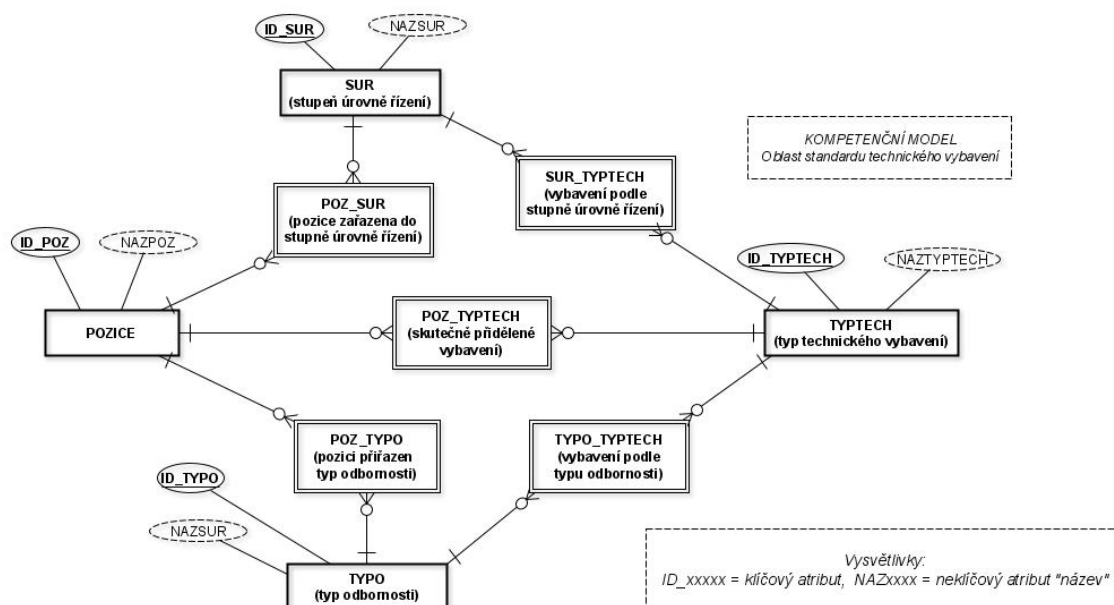 ID_SUR
NAZSUR
SUR
(stupeň úrovně řízení)
KOMPETENČNÍ MODEL
Oblast standardu technického vybavení
SUR_TYPTECH
(vybavení podle
stupně úrovně řízení)
POZ_SUR
(pozice zařazena do
stupně úrovně řízení)
ID_POZ
NAZPOZ
ID_TYPTECH
NAZTYPTECH
POZICE
POZ_TYPTECH
(skutečně přidělené
vybavení)
TYPTECH
(typ technického vybavení)
POZ_TYPO
(pozici přiřazen
typ odbornosti)
TYPO_TYPTECH
(vybavení podle
typu odbornosti)
ID_TYPO
NAZSUR
TYPO
(typ odbornosti)
Vysvětlivky:
ID_xxxxx = klíčový atribut, NAZxxxx = neklíčový atribut "název"